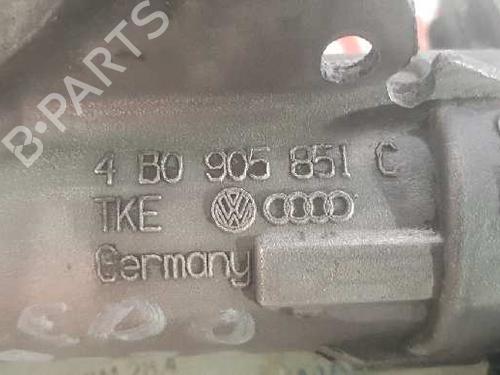 B-PARTS
4 B0 905 851 C
TKE
Germany